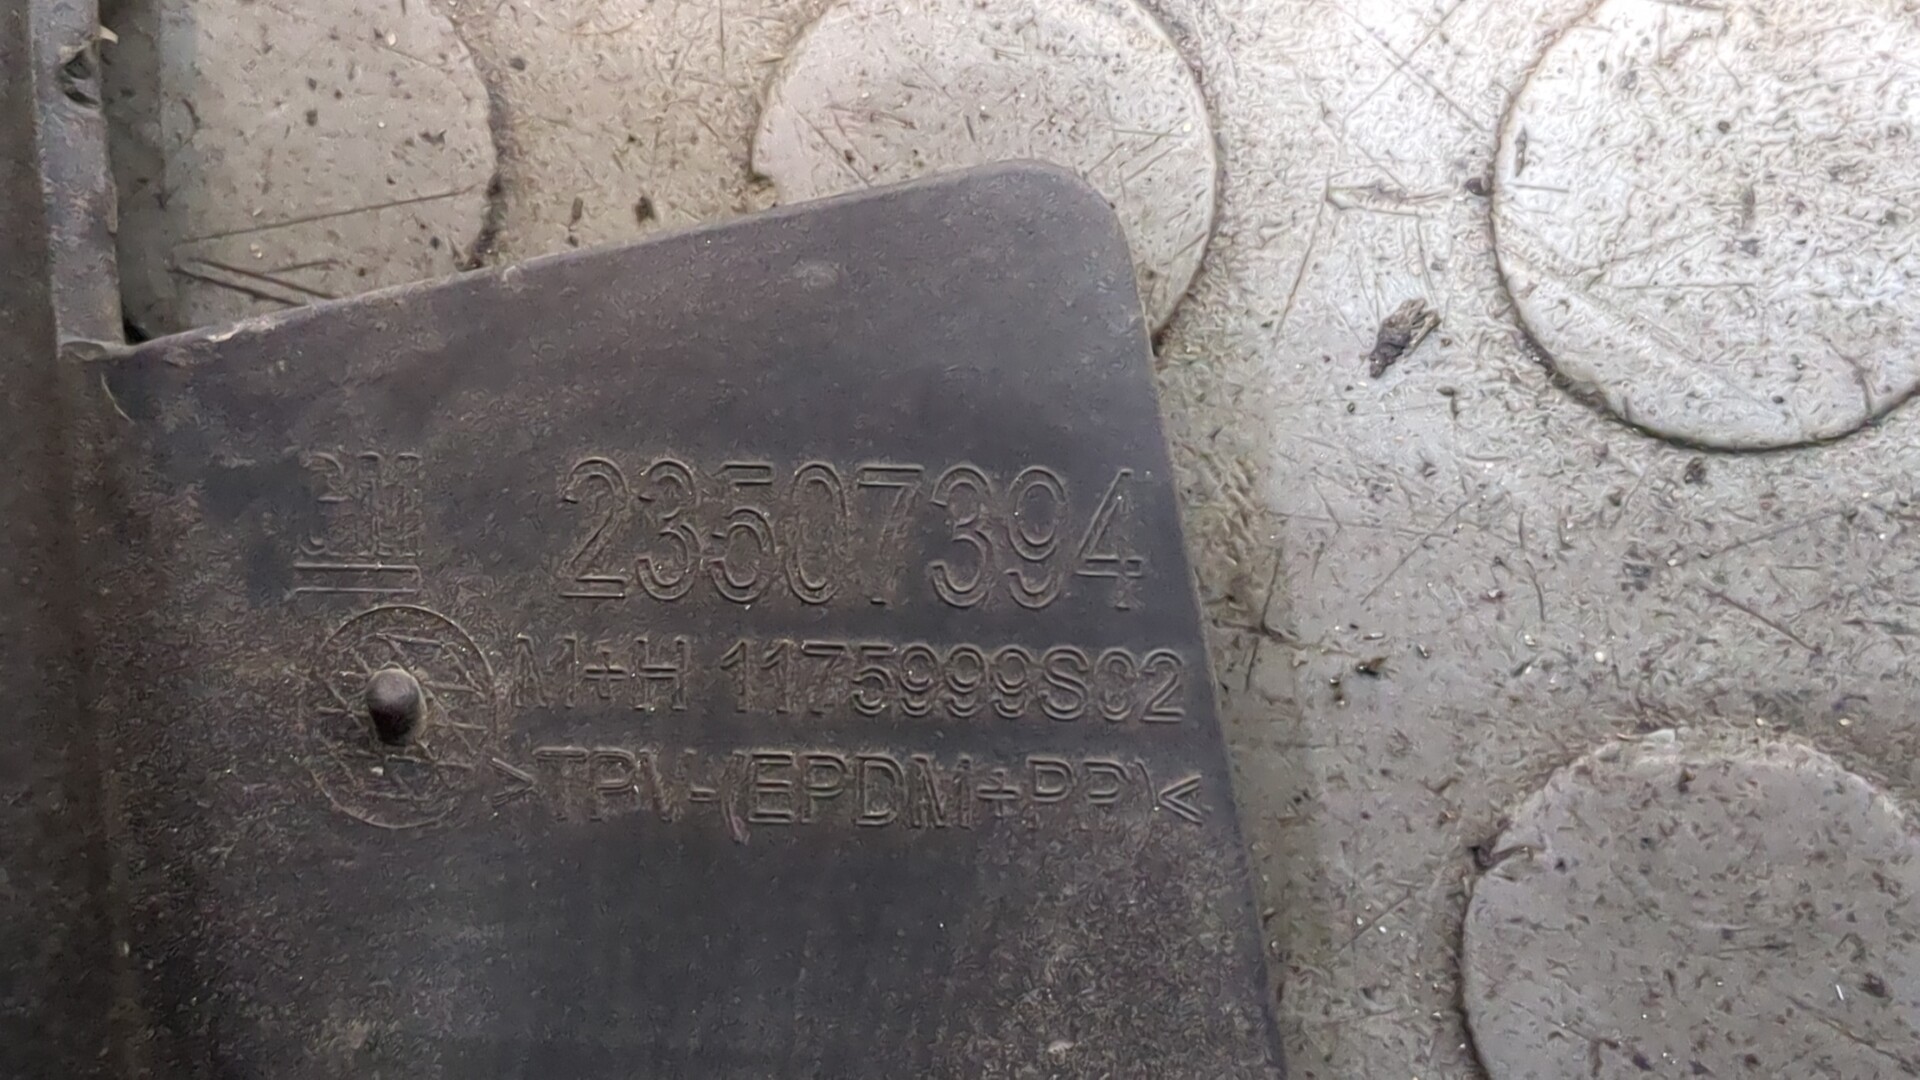 GM 23507394
M+H 1175999S02
>TPV-(EPDM+PP)<